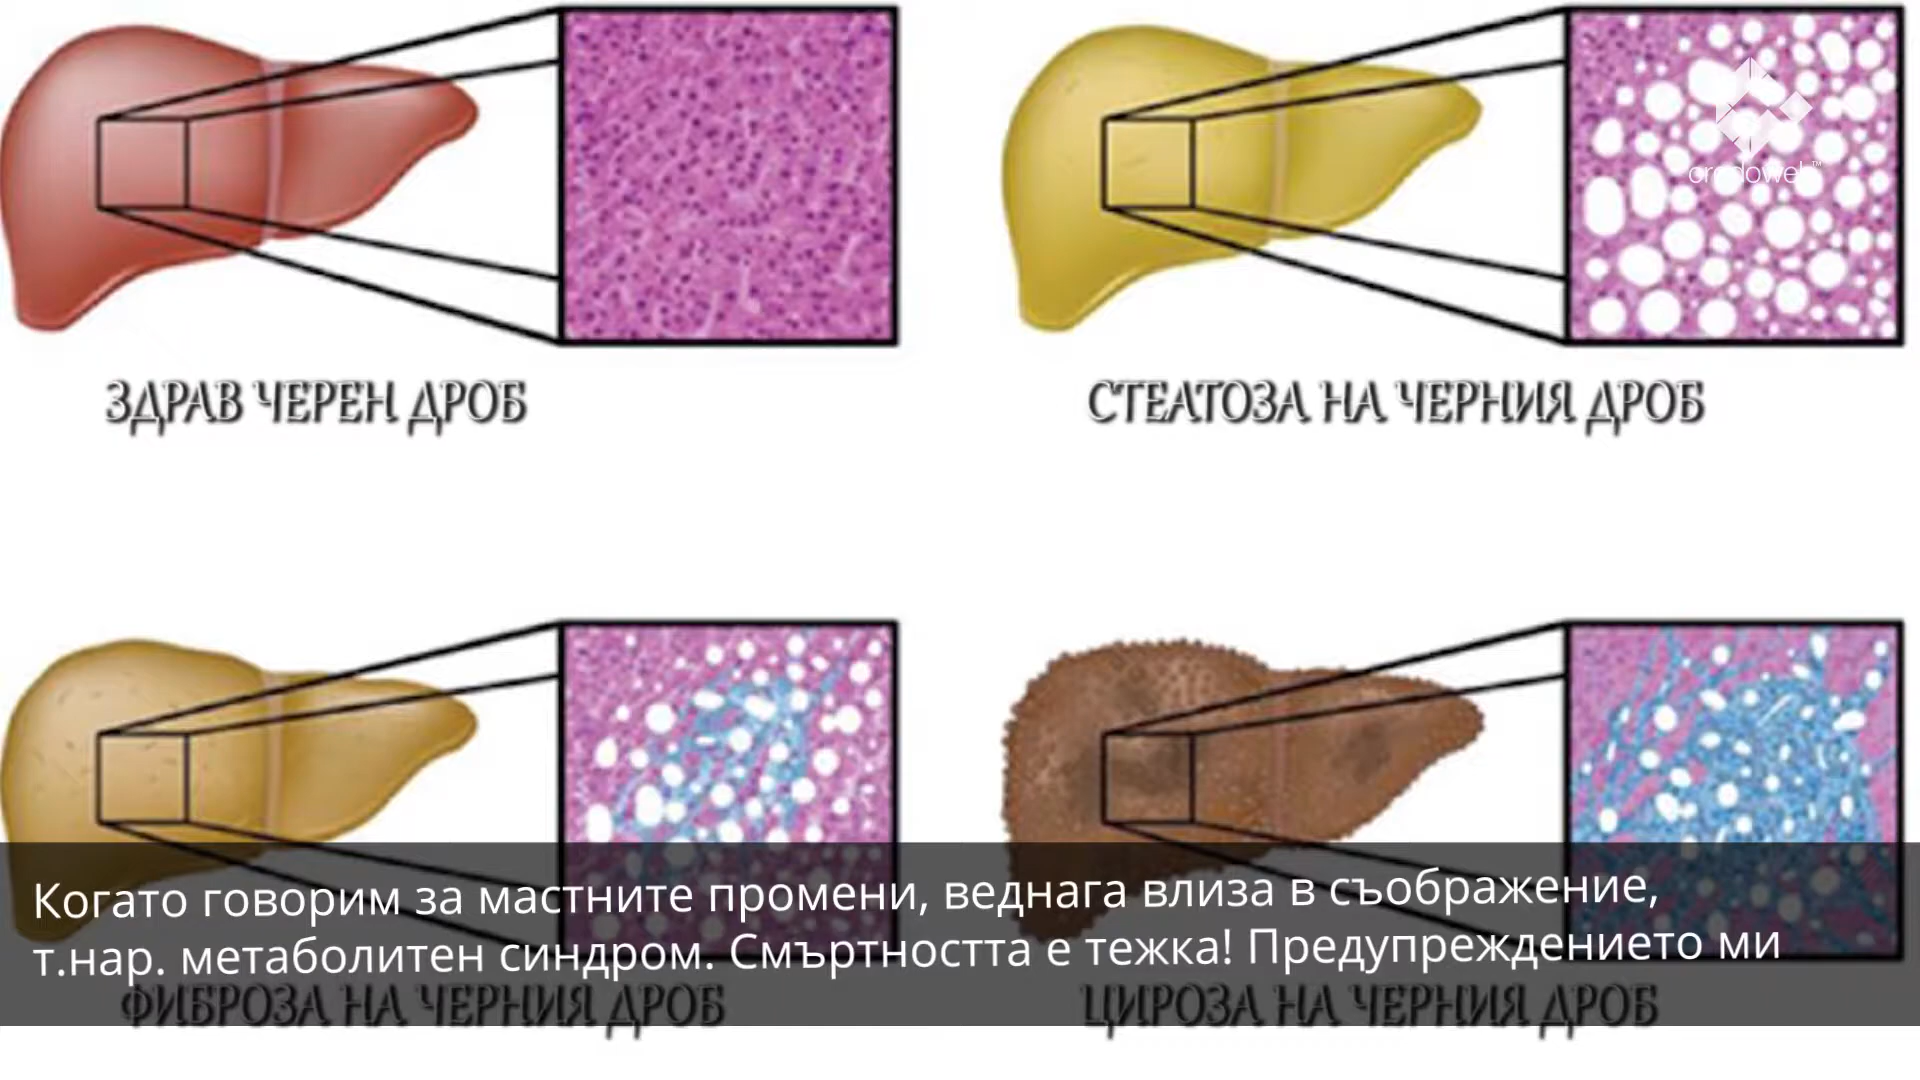 credoweb™
ЗДРАВ ЧЕРЕН ДРОБ
СТЕАТОЗА НА ЧЕРНИЯ ДРОБ
Когато говорим за мастните промени, веднага влиза в съображение,
т.нар. метаболитен синдром. Смъртността е тежка! Предупреждението ми
ФИБРОЗА НА ЧЕРНИЯ ДРОБ
ЦИРОЗА НА ЧЕРНИЯ ДРОБ